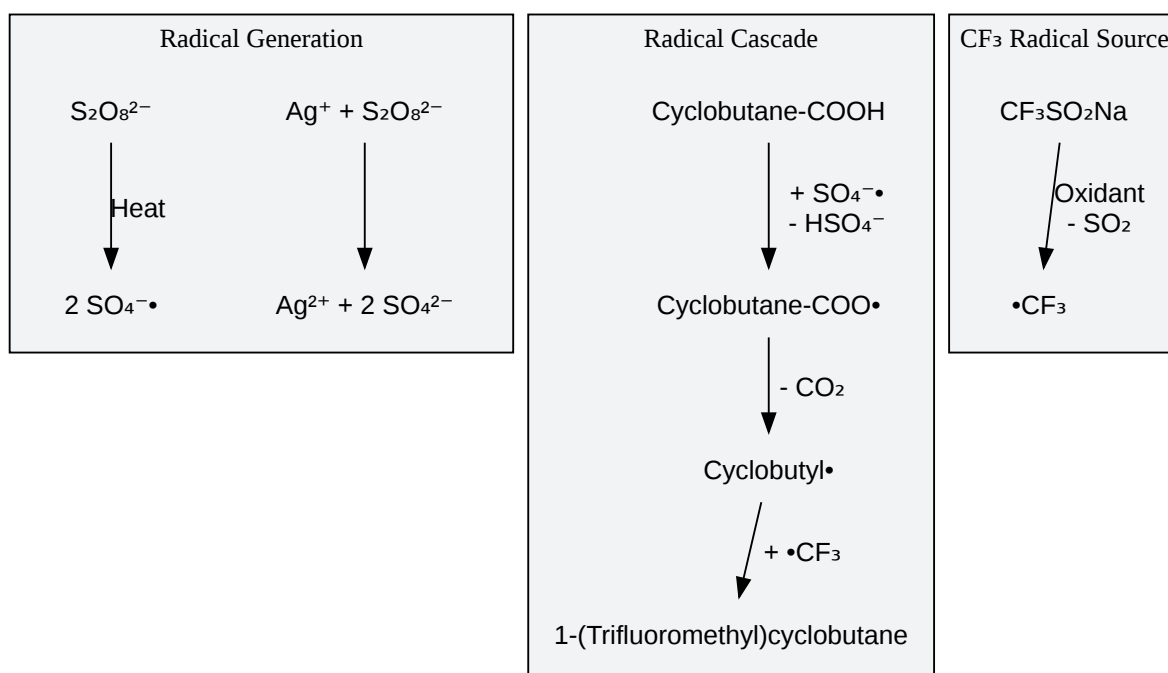 Radical Generation
S₂O₈²⁻
Ag⁺ + S₂O₈²⁻
Heat
2 SO₄⁻•
Ag²⁺ + 2 SO₄²⁻
Radical Cascade
Cyclobutane-COOH
+ SO₄⁻•
- HSO₄⁻
Cyclobutane-COO•
- CO₂
Cyclobutyl•
+ •CF₃
1-(Trifluoromethyl)cyclobutane
CF₃ Radical Source
CF₃SO₂Na
Oxidant
- SO₂
•CF₃